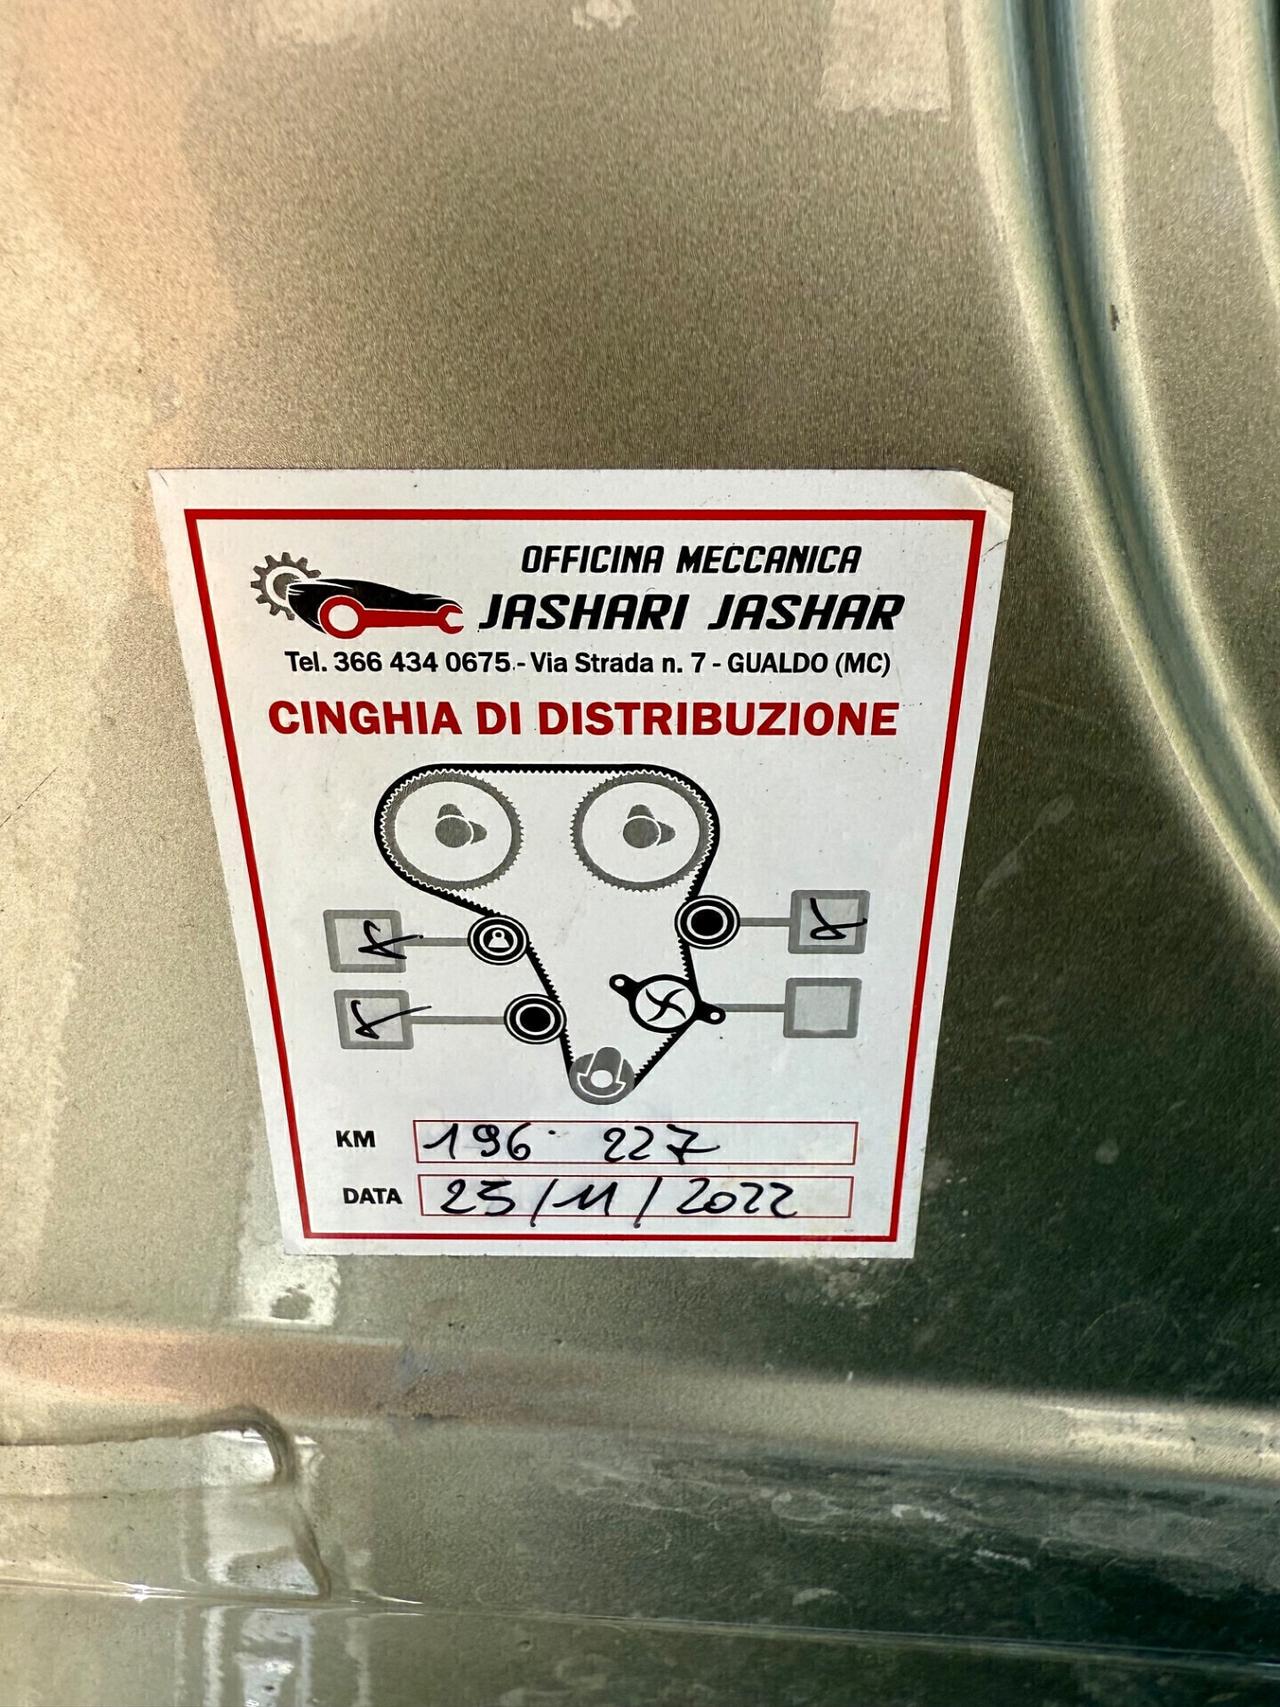 OFFICINA MECCANICA
JASHARI JASHAR
Tel. 366 434 0675 - Via Strada n. 7 - GUALDO (MC)
CINGHIA DI DISTRIBUZIONE
KM 196 227
DATA 25/11/2022